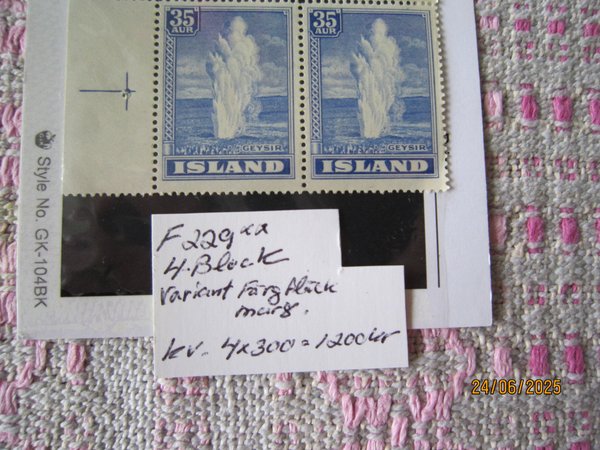 35 AUR
GEYSIR
ISLAND
35 AUR
GEYSIR
ISLAND
Style No. GK-104BK
F 229 xx
4-Block
Variant Färgfläck
marg.
kv. 4x300 = 1200 kr
24/06/2025